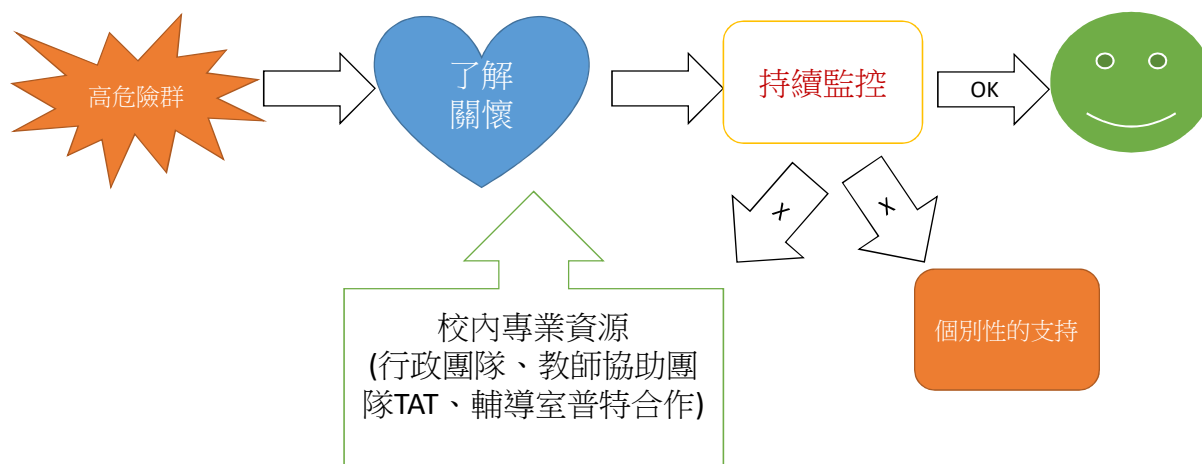 高危險群
了解
關懷
持續監控
OK
X
X
個別性的支持
校內專業資源
(行政團隊、教師協助團
隊TAT、輔導室普特合作)